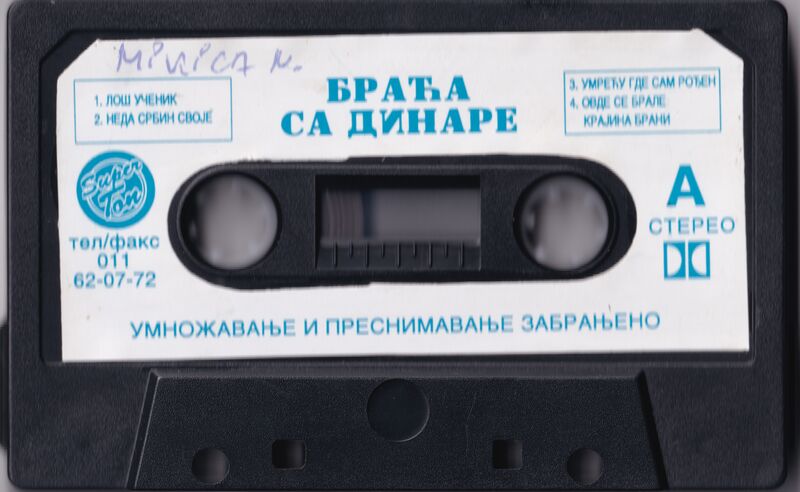 MiViCA N.
БРАЋА
СА ДИНАРЕ
1. ЛОШ УЧЕНИК
2. НЕДА СРБИН СВОЈЕ
3. УМРЕЋУ ГДЕ САМ РОЂЕН
4. ОВДЕ СЕ БРАЛЕ
КРАЈИНА БРАНИ
Super
Ton
тел/факс
011
62-07-72
A
СТЕРЕО
УМНОЖАВАЊЕ И ПРЕСНИМАВАЊЕ ЗАБРАЊЕНО